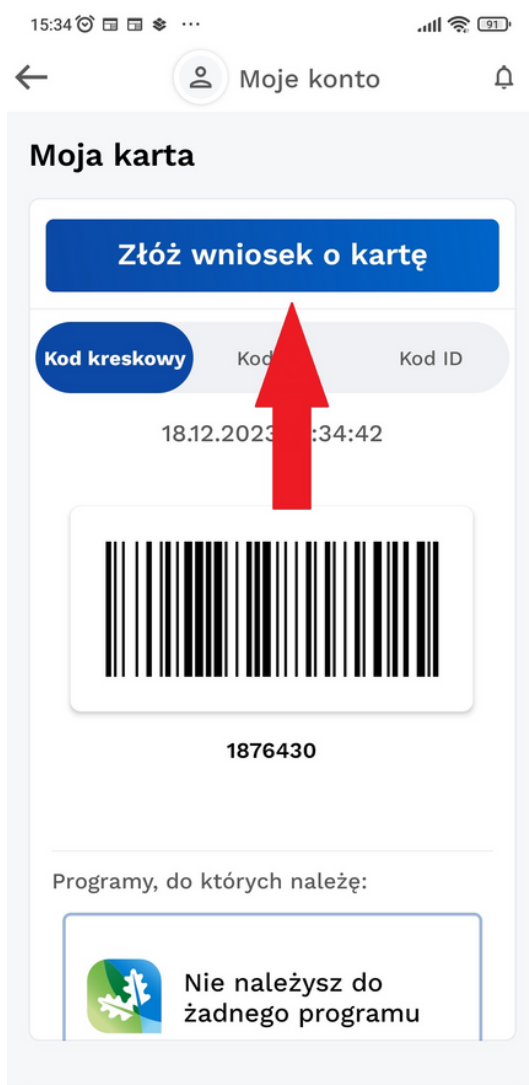 15:34
91
Moje konto
Moja karta
Złóż wniosek o kartę
Kod kreskowy Kod Kod ID
18.12.2023 :34:42
1876430
Programy, do których należę:
Nie należysz do
żadnego programu